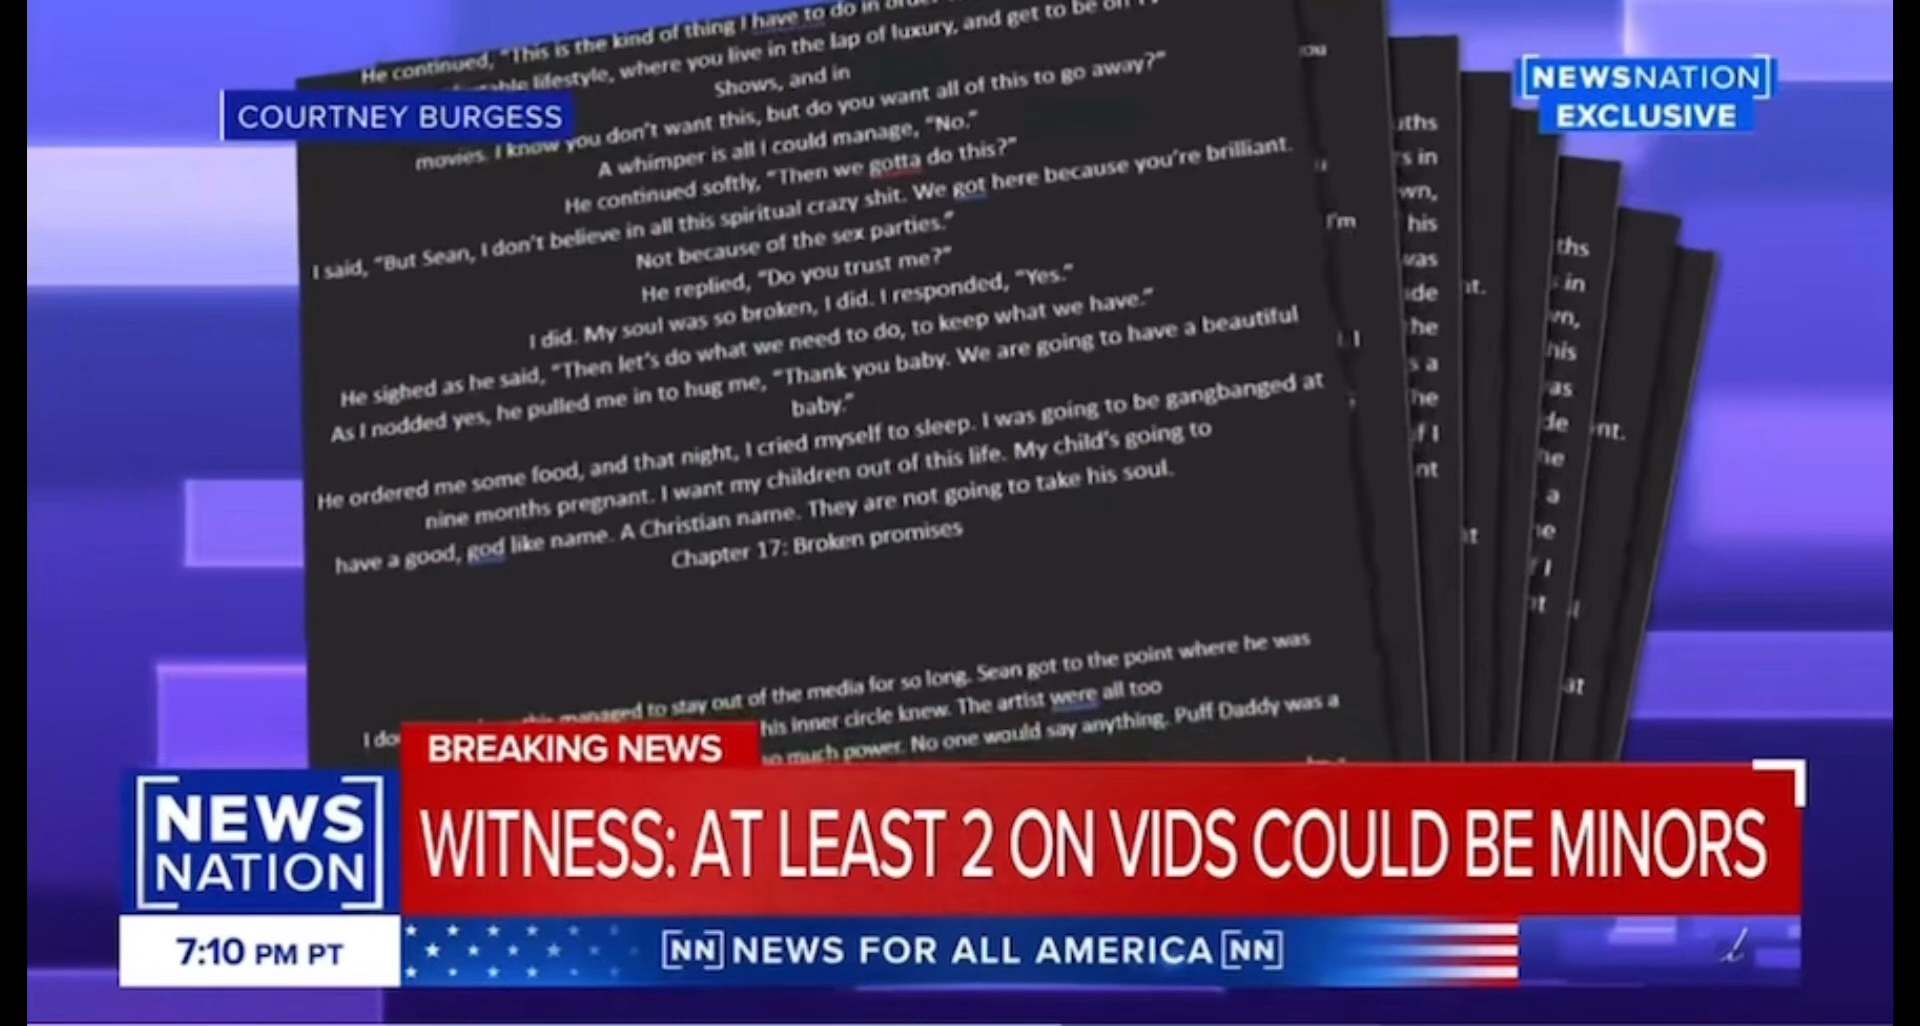 He continued, "This is the kind of thing I have to do in
lifestyle, where you live in the lap of luxury, and get to be on
Shows, and in
movies. I know you don't want this, but do you want all of this to go away?"
A whimper is all I could manage, "No."
He continued softly, "Then we gotta do this?"
I said, "But Sean, I don't believe in all this spiritual crazy shit. We got here because you're brilliant.
Not because of the sex parties."
He replied, "Do you trust me?"
I did. My soul was so broken, I did. I responded, "Yes."
He sighed as he said, "Then let's do what we need to do, to keep what we have."
As I nodded yes, he pulled me in to hug me, "Thank you baby. We are going to have a beautiful
baby."
He ordered me some food, and that night, I cried myself to sleep. I was going to be gangbanged at
nine months pregnant. I want my children out of this life. My child's going to
have a good, god like name. A Christian name. They are not going to take his soul.
Chapter 17: Broken promises
managed to stay out of the media for so long. Sean got to the point where he was
his inner circle knew. The artist were all too
much power. No one would say anything. Puff Daddy was a
COURTNEY BURGESS
NEWSNATION
EXCLUSIVE
BREAKING NEWS
WITNESS: AT LEAST 2 ON VIDS COULD BE MINORS
NEWS
NATION
7:10 PM PT
NN NEWS FOR ALL AMERICA NN